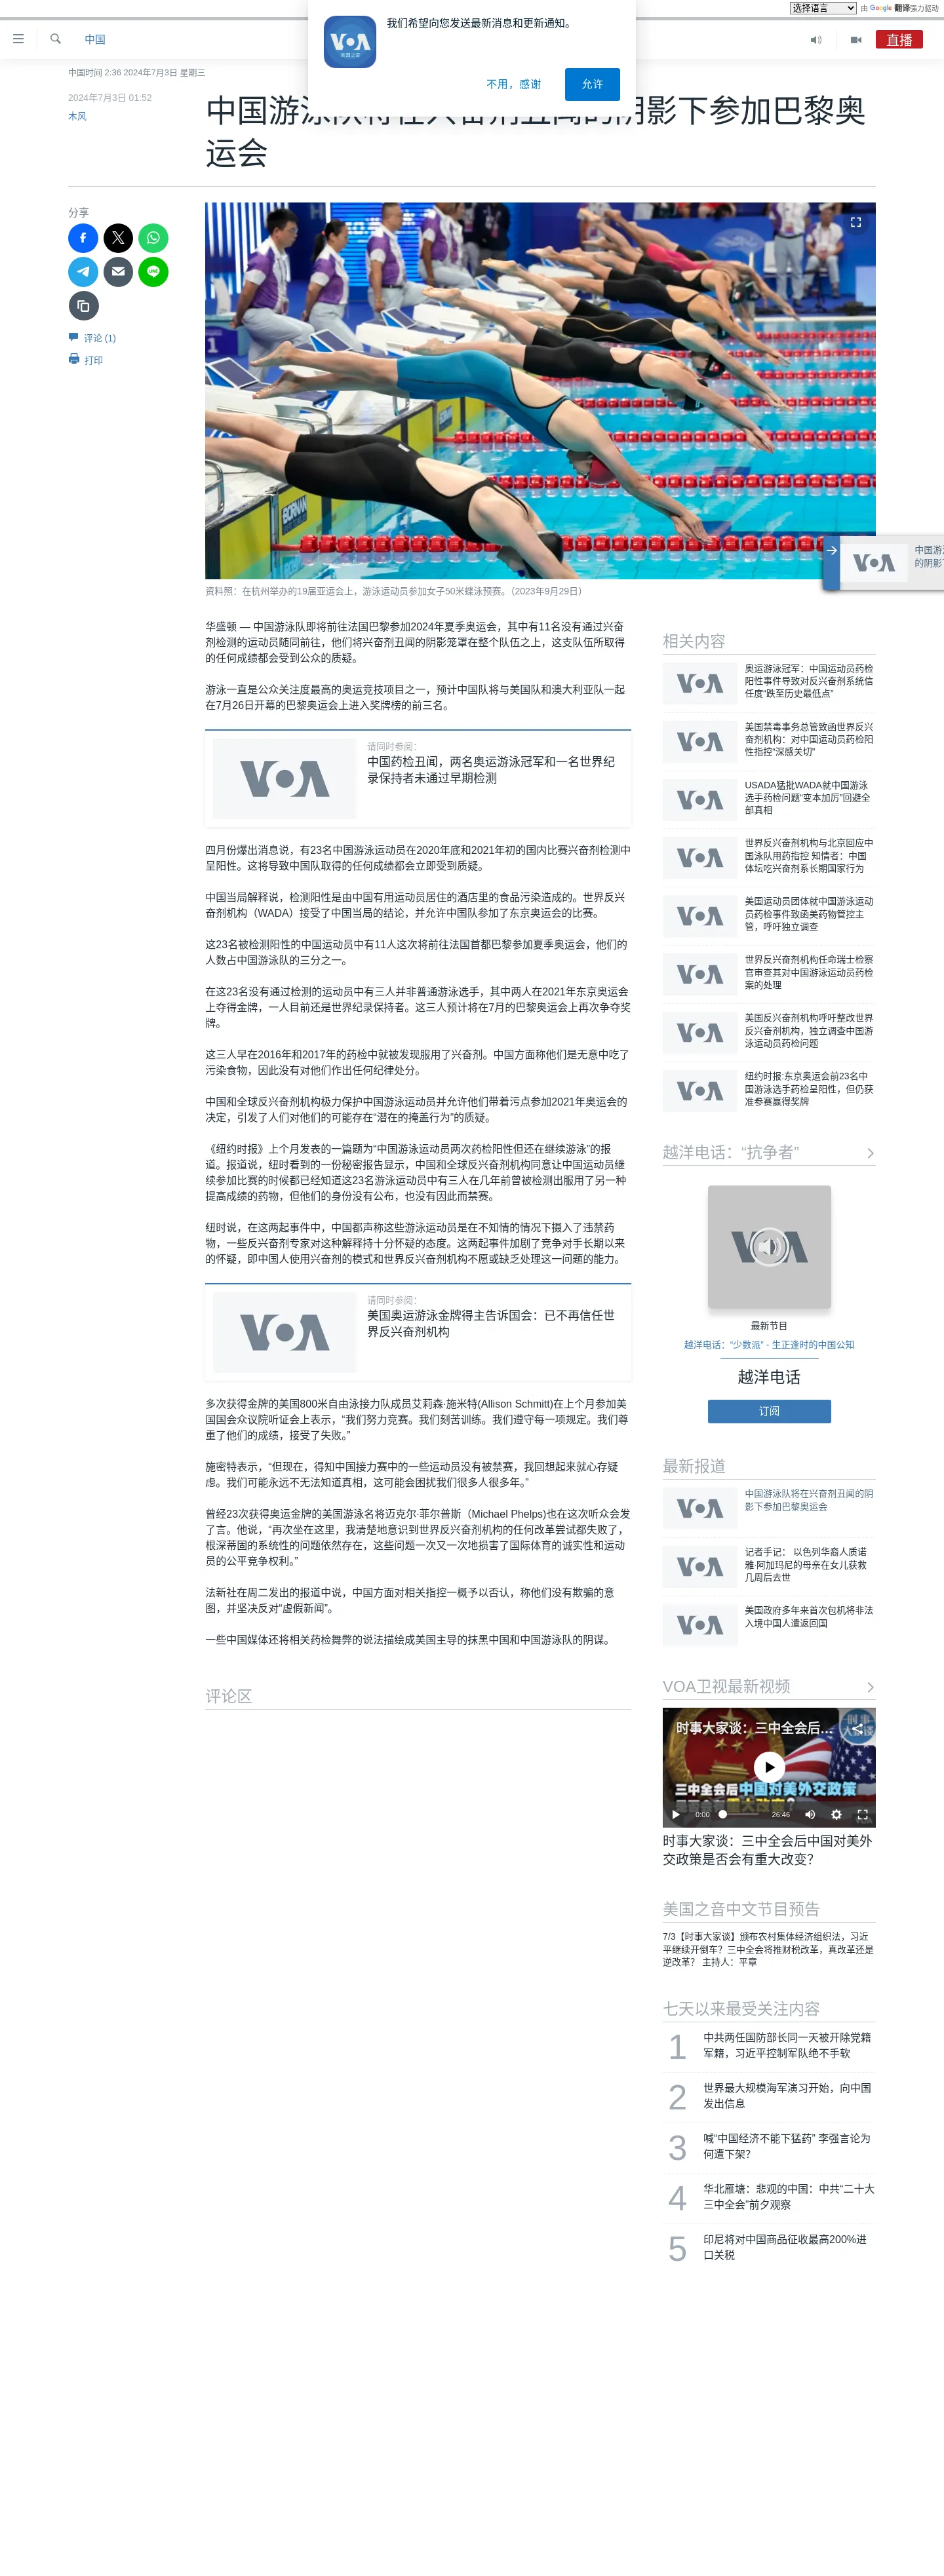 选择语言
由 Google 翻译强力驱动
中国
直播
VOA
美国之音
我们希望向您发送最新消息和更新通知。
不用，感谢
允许
中国时间 2:36 2024年7月3日 星期三
2024年7月3日 01:52
木风
中国游泳队将在兴奋剂丑闻的阴影下参加巴黎奥
运会
分享
评论 (1)
打印
资料照：在杭州举办的19届亚运会上，游泳运动员参加女子50米蝶泳预赛。（2023年9月29日）
华盛顿 — 中国游泳队即将前往法国巴黎参加2024年夏季奥运会，其中有11名没有通过兴奋
剂检测的运动员随同前往，他们将兴奋剂丑闻的阴影笼罩在整个队伍之上，这支队伍所取得
的任何成绩都会受到公众的质疑。
游泳一直是公众关注度最高的奥运竞技项目之一，预计中国队将与美国队和澳大利亚队一起
在7月26日开幕的巴黎奥运会上进入奖牌榜的前三名。
VOA
请同时参阅：
中国药检丑闻，两名奥运游泳冠军和一名世界纪
录保持者未通过早期检测
四月份爆出消息说，有23名中国游泳运动员在2020年底和2021年初的国内比赛兴奋剂检测中
呈阳性。这将导致中国队取得的任何成绩都会立即受到质疑。
中国当局解释说，检测阳性是由中国有用运动员居住的酒店里的食品污染造成的。世界反兴
奋剂机构（WADA）接受了中国当局的结论，并允许中国队参加了东京奥运会的比赛。
这23名被检测阳性的中国运动员中有11人这次将前往法国首都巴黎参加夏季奥运会，他们的
人数占中国游泳队的三分之一。
在这23名没有通过检测的运动员中有三人并非普通游泳选手，其中两人在2021年东京奥运会
上夺得金牌，一人目前还是世界纪录保持者。这三人预计将在7月的巴黎奥运会上再次争夺奖
牌。
这三人早在2016年和2017年的药检中就被发现服用了兴奋剂。中国方面称他们是无意中吃了
污染食物，因此没有对他们作出任何纪律处分。
中国和全球反兴奋剂机构极力保护中国游泳运动员并允许他们带着污点参加2021年奥运会的
决定，引发了人们对他们的可能存在“潜在的掩盖行为”的质疑。
《纽约时报》上个月发表的一篇题为“中国游泳运动员两次药检阳性但还在继续游泳”的报
道。报道说，纽时看到的一份秘密报告显示，中国和全球反兴奋剂机构同意让中国运动员继
续参加比赛的时候都已经知道这23名游泳运动员中有三人在几年前曾被检测出服用了另一种
提高成绩的药物，但他们的身份没有公布，也没有因此而禁赛。
纽时说，在这两起事件中，中国都声称这些游泳运动员是在不知情的情况下摄入了违禁药
物，一些反兴奋剂专家对这种解释持十分怀疑的态度。这两起事件加剧了竞争对手长期以来
的怀疑，即中国人使用兴奋剂的模式和世界反兴奋剂机构不愿或缺乏处理这一问题的能力。
VOA
请同时参阅：
美国奥运游泳金牌得主告诉国会：已不再信任世
界反兴奋剂机构
多次获得金牌的美国800米自由泳接力队成员艾莉森·施米特(Allison Schmitt)在上个月参加美
国国会众议院听证会上表示，“我们努力竞赛。我们刻苦训练。我们遵守每一项规定。我们尊
重了他们的成绩，接受了失败。”
施密特表示，“但现在，得知中国接力赛中的一些运动员没有被禁赛，我回想起来就心存疑
虑。我们可能永远不无法知道真相，这可能会困扰我们很多人很多年。”
曾经23次获得奥运金牌的美国游泳名将迈克尔·菲尔普斯（Michael Phelps)也在这次听众会发
了言。他说，“再次坐在这里，我清楚地意识到世界反兴奋剂机构的任何改革尝试都失败了，
根深蒂固的系统性的问题依然存在，这些问题一次又一次地损害了国际体育的诚实性和运动
员的公平竞争权利。”
法新社在周二发出的报道中说，中国方面对相关指控一概予以否认，称他们没有欺骗的意
图，并坚决反对“虚假新闻”。
一些中国媒体还将相关药检舞弊的说法描绘成美国主导的抹黑中国和中国游泳队的阴谋。
评论区
VOA
中国游泳
的阴影下
相关内容
VOA
奥运游泳冠军：中国运动员药检
阳性事件导致对反兴奋剂系统信
任度“跌至历史最低点”
VOA
美国禁毒事务总管致函世界反兴
奋剂机构：对中国运动员药检阳
性指控“深感关切”
VOA
USADA猛批WADA就中国游泳
选手药检问题“变本加厉”回避全
部真相
VOA
世界反兴奋剂机构与北京回应中
国泳队用药指控 知情者：中国
体坛吃兴奋剂系长期国家行为
VOA
美国运动员团体就中国游泳运动
员药检事件致函美药物管控主
管，呼吁独立调查
VOA
世界反兴奋剂机构任命瑞士检察
官审查其对中国游泳运动员药检
案的处理
VOA
美国反兴奋剂机构呼吁整改世界
反兴奋剂机构，独立调查中国游
泳运动员药检问题
VOA
纽约时报:东京奥运会前23名中
国游泳选手药检呈阳性，但仍获
准参赛赢得奖牌
越洋电话：“抗争者”
VOA
最新节目
越洋电话：“少数派” - 生正逢时的中国公知
越洋电话
订阅
最新报道
VOA
中国游泳队将在兴奋剂丑闻的阴
影下参加巴黎奥运会
VOA
记者手记： 以色列华裔人质诺
雅·阿加玛尼的母亲在女儿获救
几周后去世
VOA
美国政府多年来首次包机将非法
入境中国人遣返回国
VOA卫视最新视频
时事大家谈：三中全会后...
三中全会后中国对美外交政策
0:00
26:46
时事大家谈：三中全会后中国对美外
交政策是否会有重大改变？
美国之音中文节目预告
7/3【时事大家谈】颁布农村集体经济组织法，习近
平继续开倒车？三中全会将推财税改革，真改革还是
逆改革？ 主持人：平章
七天以来最受关注内容
1
中共两任国防部长同一天被开除党籍
军籍，习近平控制军队绝不手软
2
世界最大规模海军演习开始，向中国
发出信息
3
喊“中国经济不能下猛药” 李强言论为
何遭下架？
4
华北雁塘：悲观的中国：中共“二十大
三中全会”前夕观察
5
印尼将对中国商品征收最高200%进
口关税